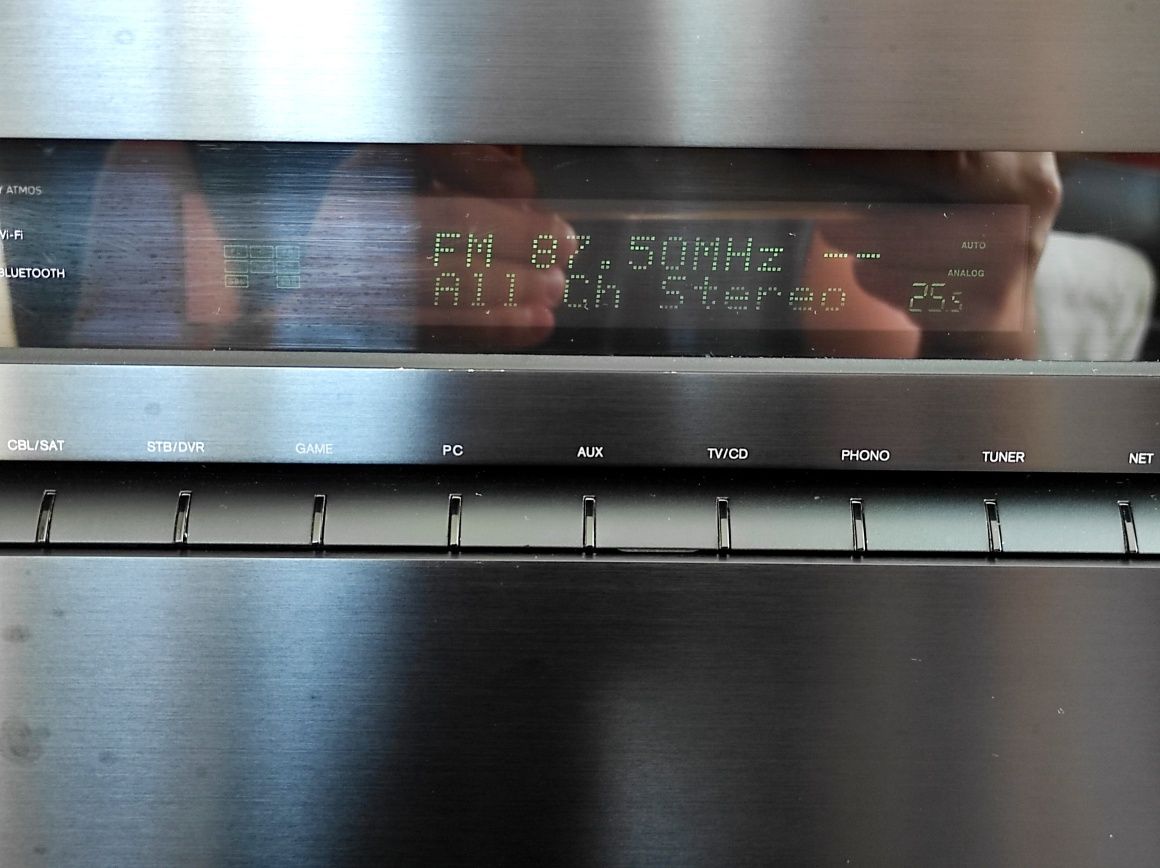 ATMOS
Wi-Fi
BLUETOOTH
FM 87.50MHz ---
AUTO
ANALOG
All Ch Stereo
25.5
CBL/SAT STB/DVR GAME PC AUX TV/CD PHONO TUNER NET